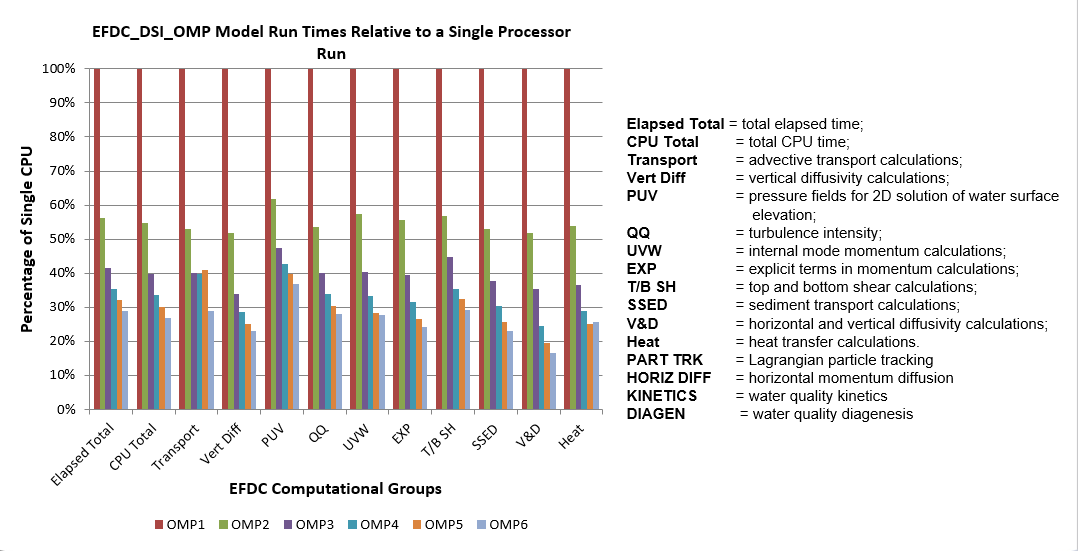 EFDC_DSI_OMP Model Run Times Relative to a Single Processor
Run
Percentage of Single CPU
100%
90%
80%
70%
60%
50%
40%
30%
20%
10%
0%
Elapsed Total
CPU Total
Transport
Vert Diff
PUV
QQ
UVW
EXP
T/B SH
SSED
V&D
Heat
EFDC Computational Groups
OMP1 OMP2 OMP3 OMP4 OMP5 OMP6
Elapsed Total = total elapsed time;
CPU Total = total CPU time;
Transport = advective transport calculations;
Vert Diff = vertical diffusivity calculations;
PUV = pressure fields for 2D solution of water surface
elevation;
QQ = turbulence intensity;
UVW = internal mode momentum calculations;
EXP = explicit terms in momentum calculations;
T/B SH = top and bottom shear calculations;
SSED = sediment transport calculations;
V&D = horizontal and vertical diffusivity calculations;
Heat = heat transfer calculations.
PART TRK = Lagrangian particle tracking
HORIZ DIFF = horizontal momentum diffusion
KINETICS = water quality kinetics
DIAGEN = water quality diagenesis